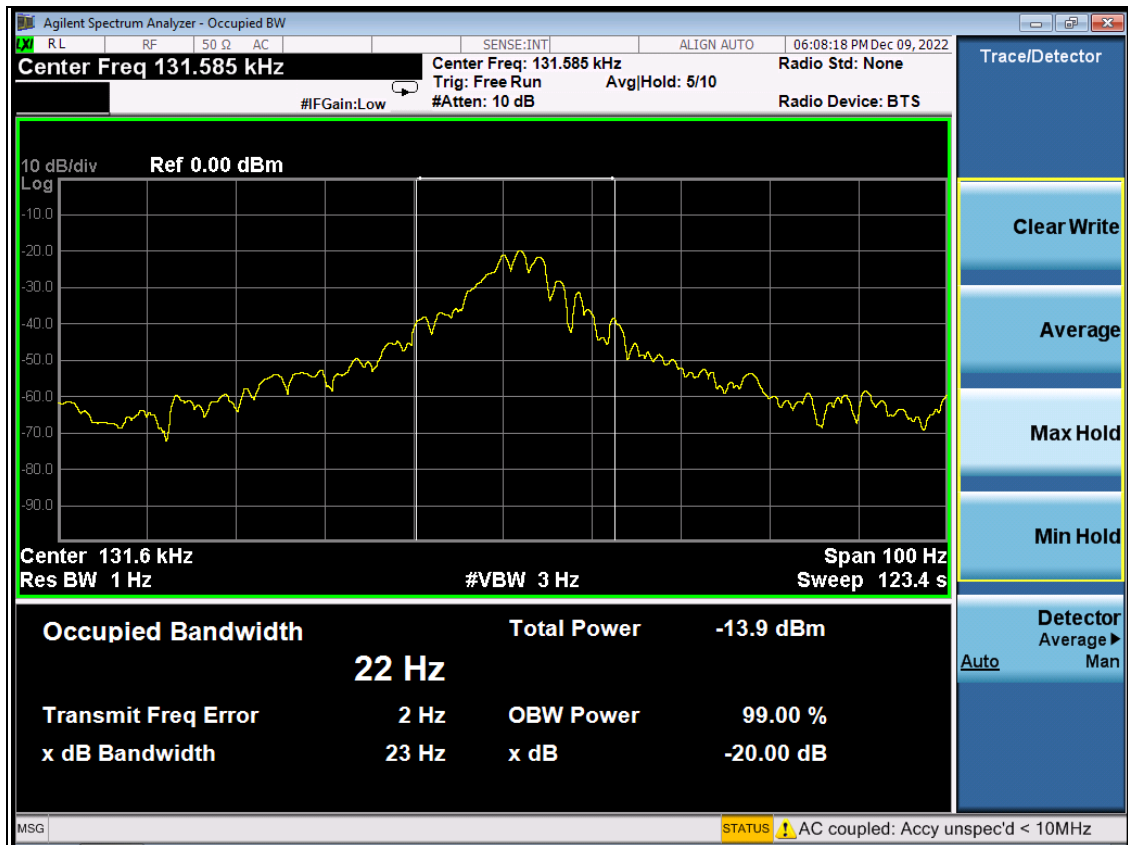 Agilent Spectrum Analyzer - Occupied BW
LXI RL RF 50 Ω AC SENSE:INT ALIGN AUTO 06:08:18 PM Dec 09, 2022
Center Freq 131.585 kHz
Center Freq: 131.585 kHz
Radio Std: None
Trig: Free Run Avg|Hold: 5/10
#IFGain:Low
#Atten: 10 dB
Radio Device: BTS
10 dB/div Ref 0.00 dBm
Log
-10.0
-20.0
-30.0
-40.0
-50.0
-60.0
-70.0
-80.0
-90.0
Center 131.6 kHz Span 100 Hz
Res BW 1 Hz #VBW 3 Hz Sweep 123.4 s
Occupied Bandwidth Total Power -13.9 dBm
22 Hz
Transmit Freq Error 2 Hz OBW Power 99.00 %
x dB Bandwidth 23 Hz x dB -20.00 dB
Trace/Detector
Clear Write
Average
Max Hold
Min Hold
Detector
Average▶
Auto Man
MSG STATUS AC coupled: Accy unspec'd < 10MHz